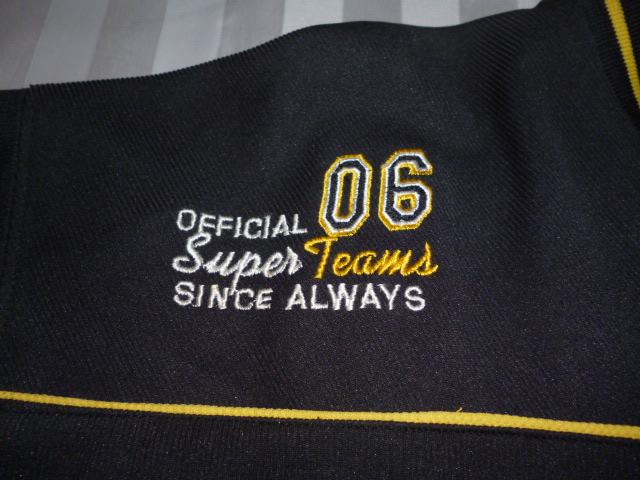 OFFICIAL 06
Super Teams
SINCE ALWAYS